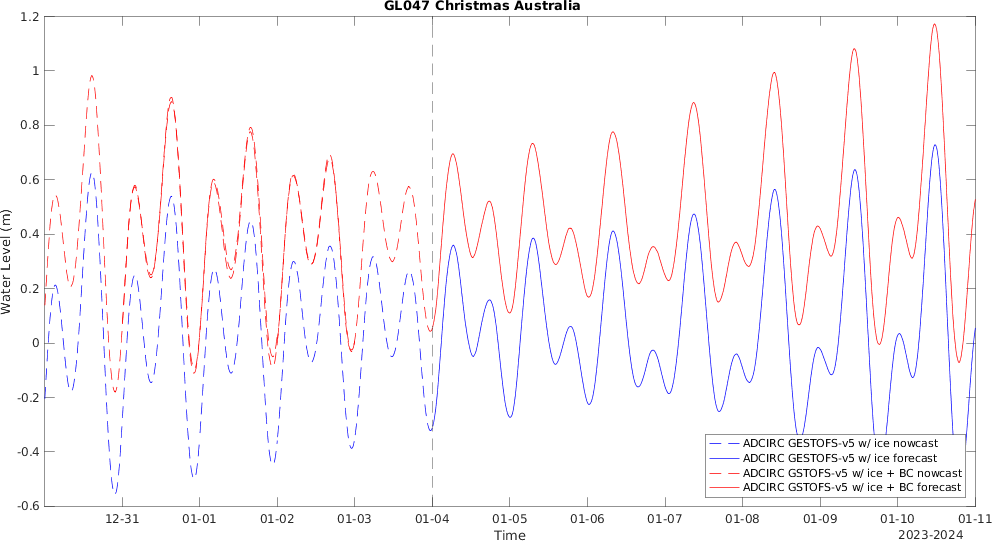 GL047 Christmas Australia
1.2
1
0.8
0.6
0.4
0.2
0
-0.2
-0.4
-0.6
Water Level (m)
ADCIRC GESTOFS-v5 w/ ice nowcast
ADCIRC GESTOFS-v5 w/ ice forecast
ADCIRC GSTOFS-v5 w/ ice + BC nowcast
ADCIRC GSTOFS-v5 w/ ice + BC forecast
12-31 01-01 01-02 01-03 01-04 01-05 01-06 01-07 01-08 01-09 01-10 01-11
Time
2023-2024